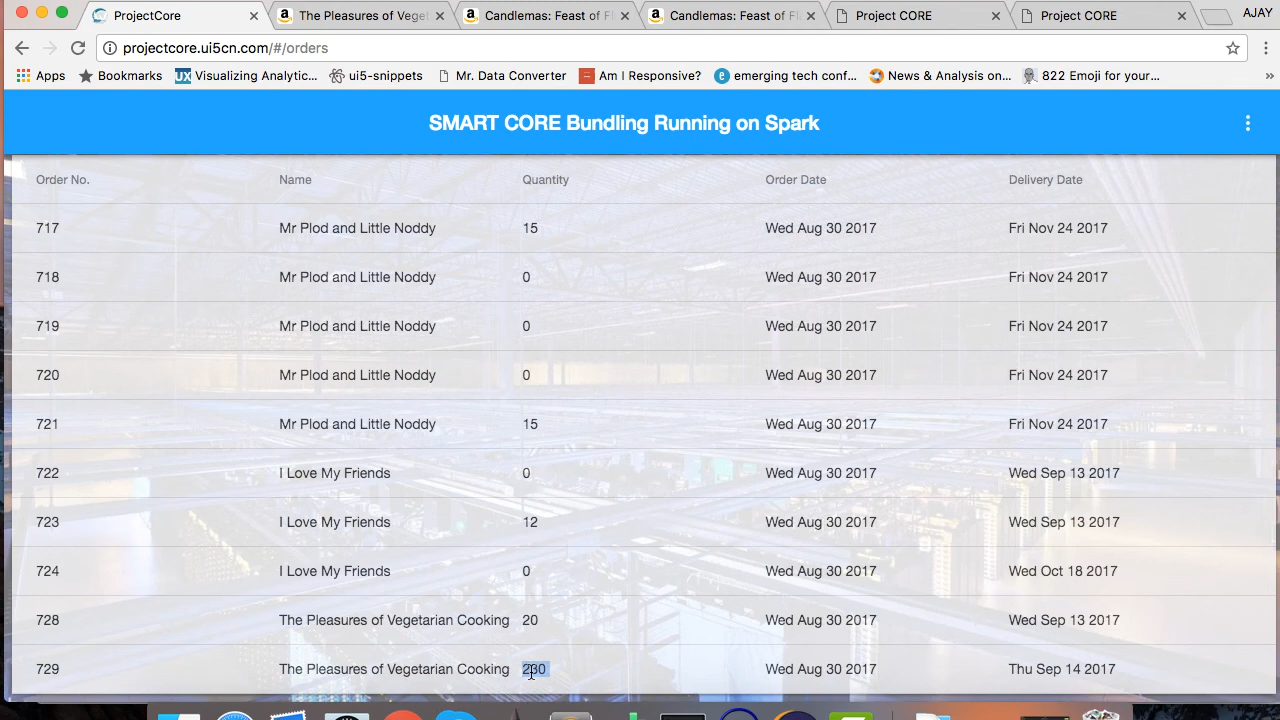 ProjectCore
The Pleasures of Veget
Candlemas: Feast of F
Candlemas: Feast of
Project CORE
Project CORE
AJAY
projectcore.ui5cn.com/#/orders
Apps Bookmarks UX Visualizing Analytic... ui5-snippets Mr. Data Converter Am I Responsive? emerging tech conf... News & Analysis on... 822 Emoji for your... »
SMART CORE Bundling Running on Spark
Order No. Name Quantity Order Date Delivery Date
717 Mr Plod and Little Noddy 15 Wed Aug 30 2017 Fri Nov 24 2017
718 Mr Plod and Little Noddy 0 Wed Aug 30 2017 Fri Nov 24 2017
719 Mr Plod and Little Noddy 0 Wed Aug 30 2017 Fri Nov 24 2017
720 Mr Plod and Little Noddy 0 Wed Aug 30 2017 Fri Nov 24 2017
721 Mr Plod and Little Noddy 15 Wed Aug 30 2017 Fri Nov 24 2017
722 I Love My Friends 0 Wed Aug 30 2017 Wed Sep 13 2017
723 I Love My Friends 12 Wed Aug 30 2017 Wed Sep 13 2017
724 I Love My Friends 0 Wed Aug 30 2017 Wed Oct 18 2017
728 The Pleasures of Vegetarian Cooking 20 Wed Aug 30 2017 Wed Sep 13 2017
729 The Pleasures of Vegetarian Cooking 230 Wed Aug 30 2017 Thu Sep 14 2017